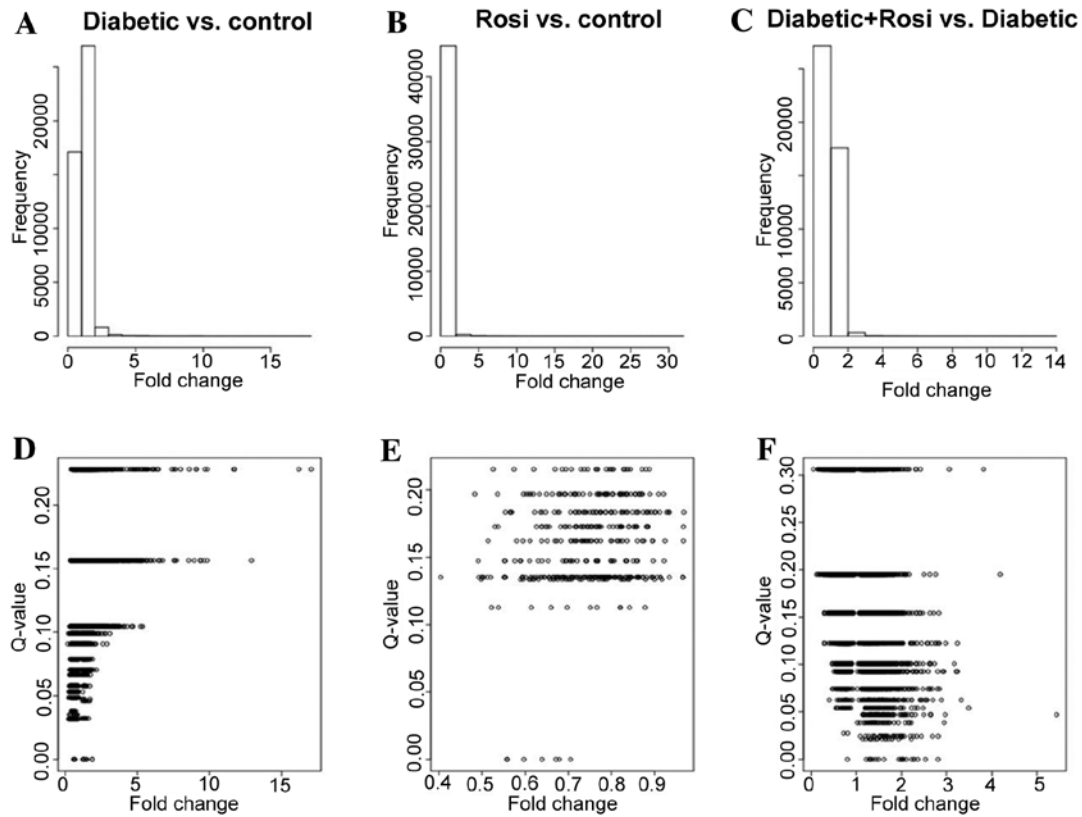 A Diabetic vs. control
B Rosi vs. control
C Diabetic+Rosi vs. Diabetic
Frequency
0 5000 10000 20000
0 5 10 15
Fold change
Frequency
0 10000 20000 30000 40000
0 5 10 15 20 25 30
Fold change
Frequency
0 5000 10000 20000
0 2 4 6 8 10 12 14
Fold change
D
Q-value
0.00 0.05 0.10 0.15 0.20
0 5 10 15
Fold change
E
Q-value
0.00 0.05 0.10 0.15 0.20
0.4 0.5 0.6 0.7 0.8 0.9
Fold change
F
Q-value
0.00 0.05 0.10 0.15 0.20 0.30
0 1 2 3 4 5
Fold change